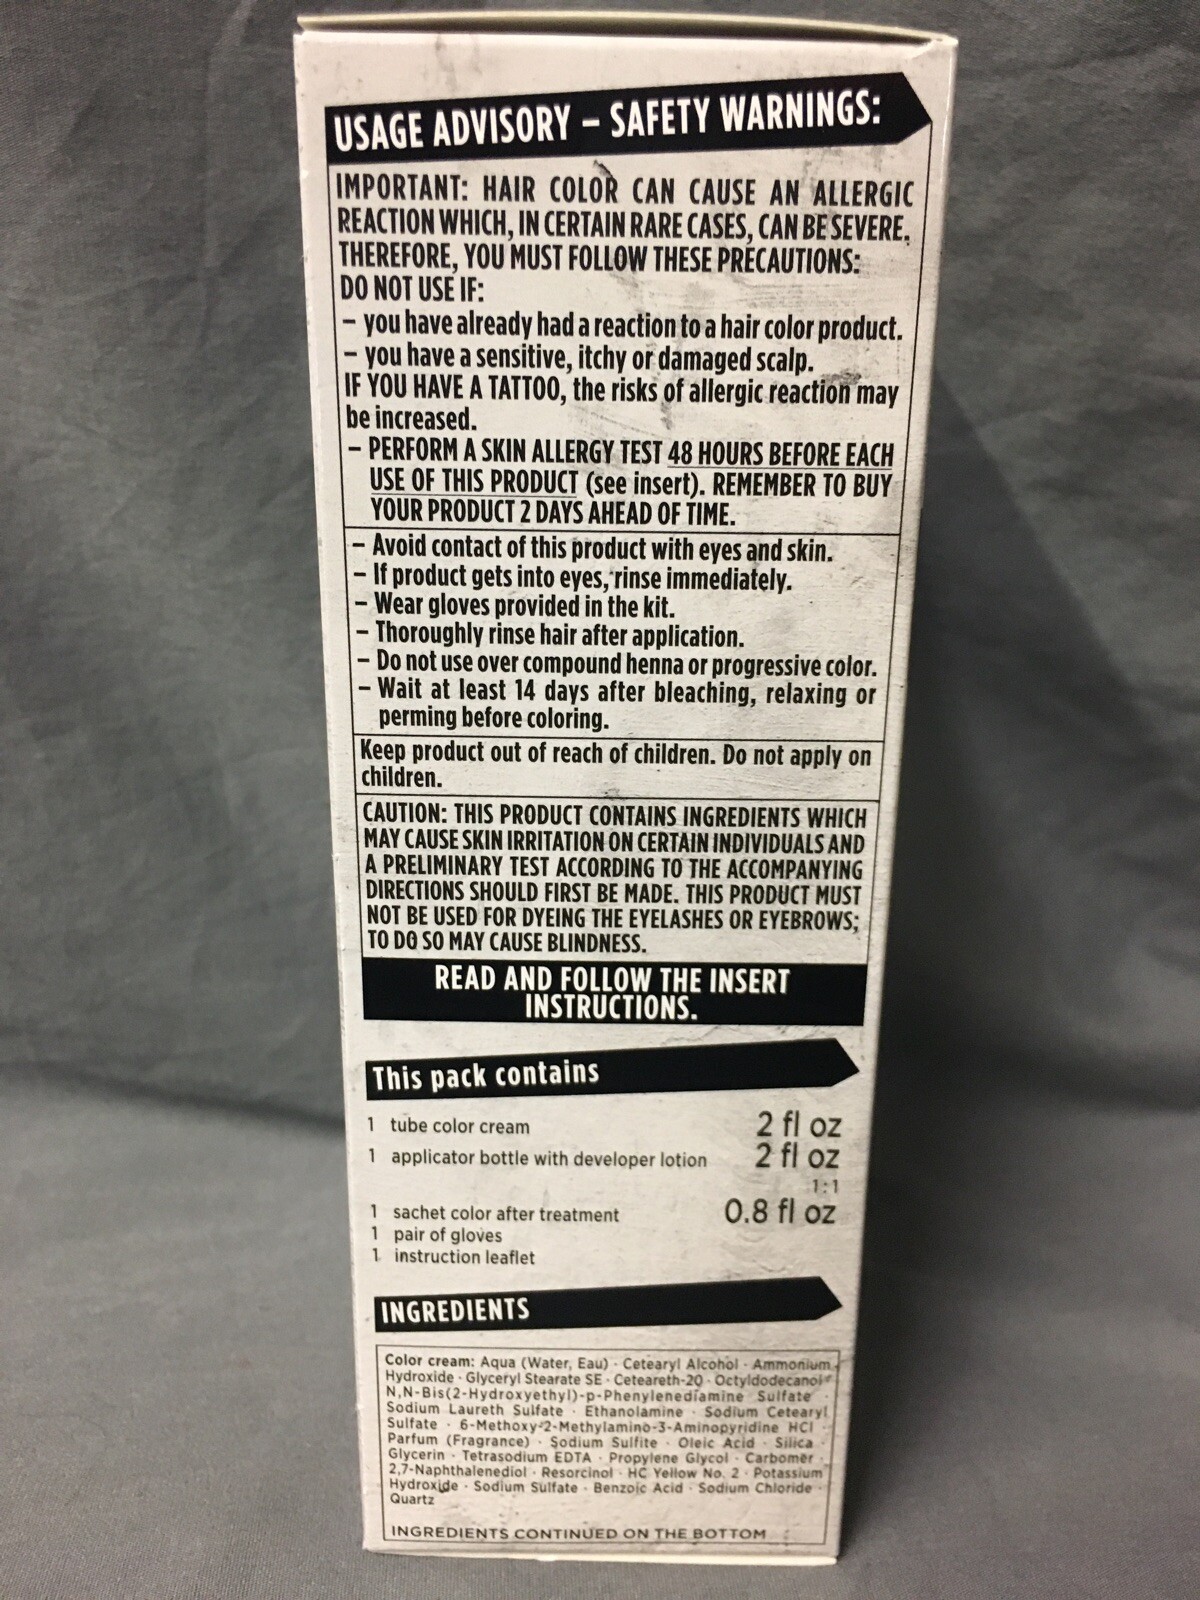 USAGE ADVISORY – SAFETY WARNINGS:
IMPORTANT: HAIR COLOR CAN CAUSE AN ALLERGIC
REACTION WHICH, IN CERTAIN RARE CASES, CAN BE SEVERE.
THEREFORE, YOU MUST FOLLOW THESE PRECAUTIONS:
DO NOT USE IF:
– you have already had a reaction to a hair color product.
– you have a sensitive, itchy or damaged scalp.
IF YOU HAVE A TATTOO, the risks of allergic reaction may
be increased.
– PERFORM A SKIN ALLERGY TEST 48 HOURS BEFORE EACH
USE OF THIS PRODUCT (see insert). REMEMBER TO BUY
YOUR PRODUCT 2 DAYS AHEAD OF TIME.
– Avoid contact of this product with eyes and skin.
– If product gets into eyes, rinse immediately.
– Wear gloves provided in the kit.
– Thoroughly rinse hair after application.
– Do not use over compound henna or progressive color.
– Wait at least 14 days after bleaching, relaxing or
perming before coloring.
Keep product out of reach of children. Do not apply on
children.
CAUTION: THIS PRODUCT CONTAINS INGREDIENTS WHICH
MAY CAUSE SKIN IRRITATION ON CERTAIN INDIVIDUALS AND
A PRELIMINARY TEST ACCORDING TO THE ACCOMPANYING
DIRECTIONS SHOULD FIRST BE MADE. THIS PRODUCT MUST
NOT BE USED FOR DYEING THE EYELASHES OR EYEBROWS;
TO DO SO MAY CAUSE BLINDNESS.
READ AND FOLLOW THE INSERT
INSTRUCTIONS.
This pack contains
1 tube color cream 2 fl oz
1 applicator bottle with developer lotion 2 fl oz
1:1
1 sachet color after treatment 0.8 fl oz
1 pair of gloves
1 instruction leaflet
INGREDIENTS
Color cream: Aqua (Water, Eau) · Cetearyl Alcohol · Ammonium
Hydroxide · Glyceryl Stearate SE · Ceteareth-20 · Octyldodecanol ·
N,N-Bis(2-Hydroxyethyl)-p-Phenylenediamine Sulfate ·
Sodium Laureth Sulfate · Ethanolamine · Sodium Cetearyl
Sulfate · 6-Methoxy-2-Methylamino-3-Aminopyridine HCl ·
Parfum (Fragrance) · Sodium Sulfite · Oleic Acid · Silica ·
Glycerin · Tetrasodium EDTA · Propylene Glycol · Carbomer ·
2,7-Naphthalenediol · Resorcinol · HC Yellow No. 2 · Potassium
Hydroxide · Sodium Sulfate · Benzoic Acid · Sodium Chloride ·
Quartz
INGREDIENTS CONTINUED ON THE BOTTOM